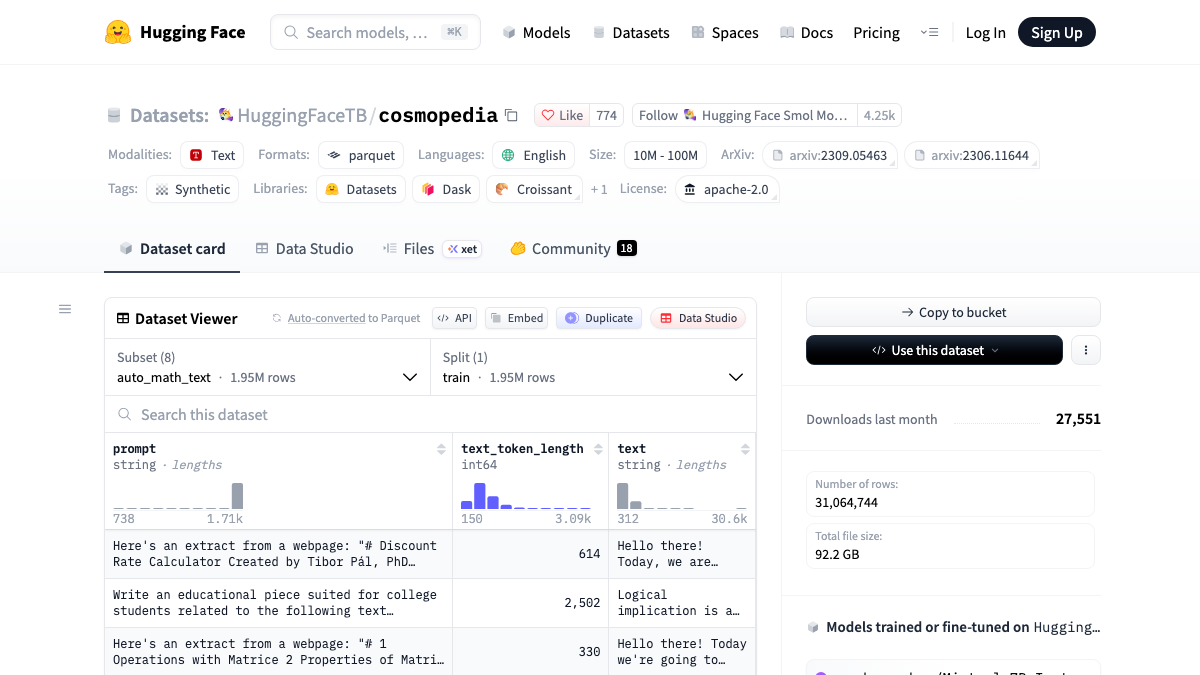 Hugging Face
Search models, ... ⌘K
Models
Datasets
Spaces
Docs
Pricing
Log In
Sign Up
Datasets: HuggingFaceTB/cosmopedia
Like 774
Follow Hugging Face Smol Mo... 4.25k
Modalities: Text
Formats: parquet
Languages: English
Size: 10M - 100M
ArXiv: arxiv:2309.05463 arxiv:2306.11644
Tags: Synthetic
Libraries: Datasets Dask Croissant +1
License: apache-2.0
Dataset card
Data Studio
Files xet
Community 18
Dataset Viewer
Auto-converted to Parquet
API
Embed
Duplicate
Data Studio
Subset (8)
auto_math_text · 1.95M rows
Split (1)
train · 1.95M rows
Search this dataset
prompt
string · lengths
738 1.71k
text_token_length
int64
150 3.09k
text
string · lengths
312 30.6k
Here's an extract from a webpage: "# Discount
Rate Calculator Created by Tibor Pál, PhD…
614
Hello there!
Today, we are…
Write an educational piece suited for college
students related to the following text…
2,502
Logical
implication is a…
Here's an extract from a webpage: "# 1
Operations with Matrice 2 Properties of Matri…
330
Hello there! Today
we're going to…
Copy to bucket
Use this dataset
Downloads last month 27,551
Number of rows:
31,064,744
Total file size:
92.2 GB
Models trained or fine-tuned on Hugging…